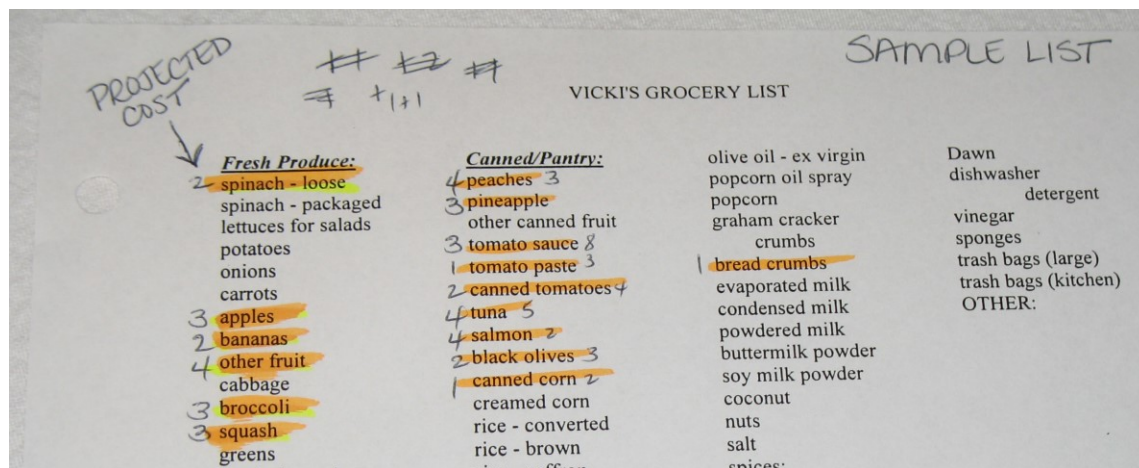 PROJECTED
COST
SAMPLE LIST
VICKI'S GROCERY LIST
Fresh Produce:
2 spinach - loose
spinach - packaged
lettuces for salads
potatoes
onions
carrots
3 apples
2 bananas
4 other fruit
cabbage
3 broccoli
3 squash
greens
Canned/Pantry:
4 peaches 3
3 pineapple
other canned fruit
3 tomato sauce 8
1 tomato paste 3
2 canned tomatoes 4
4 tuna 5
4 salmon 2
2 black olives 3
1 canned corn 2
creamed corn
rice - converted
rice - brown
olive oil - ex virgin
popcorn oil spray
popcorn
graham cracker
crumbs
1 bread crumbs
evaporated milk
condensed milk
powdered milk
buttermilk powder
soy milk powder
coconut
nuts
salt
spices:
Dawn
dishwasher
detergent
vinegar
sponges
trash bags (large)
trash bags (kitchen)
OTHER: